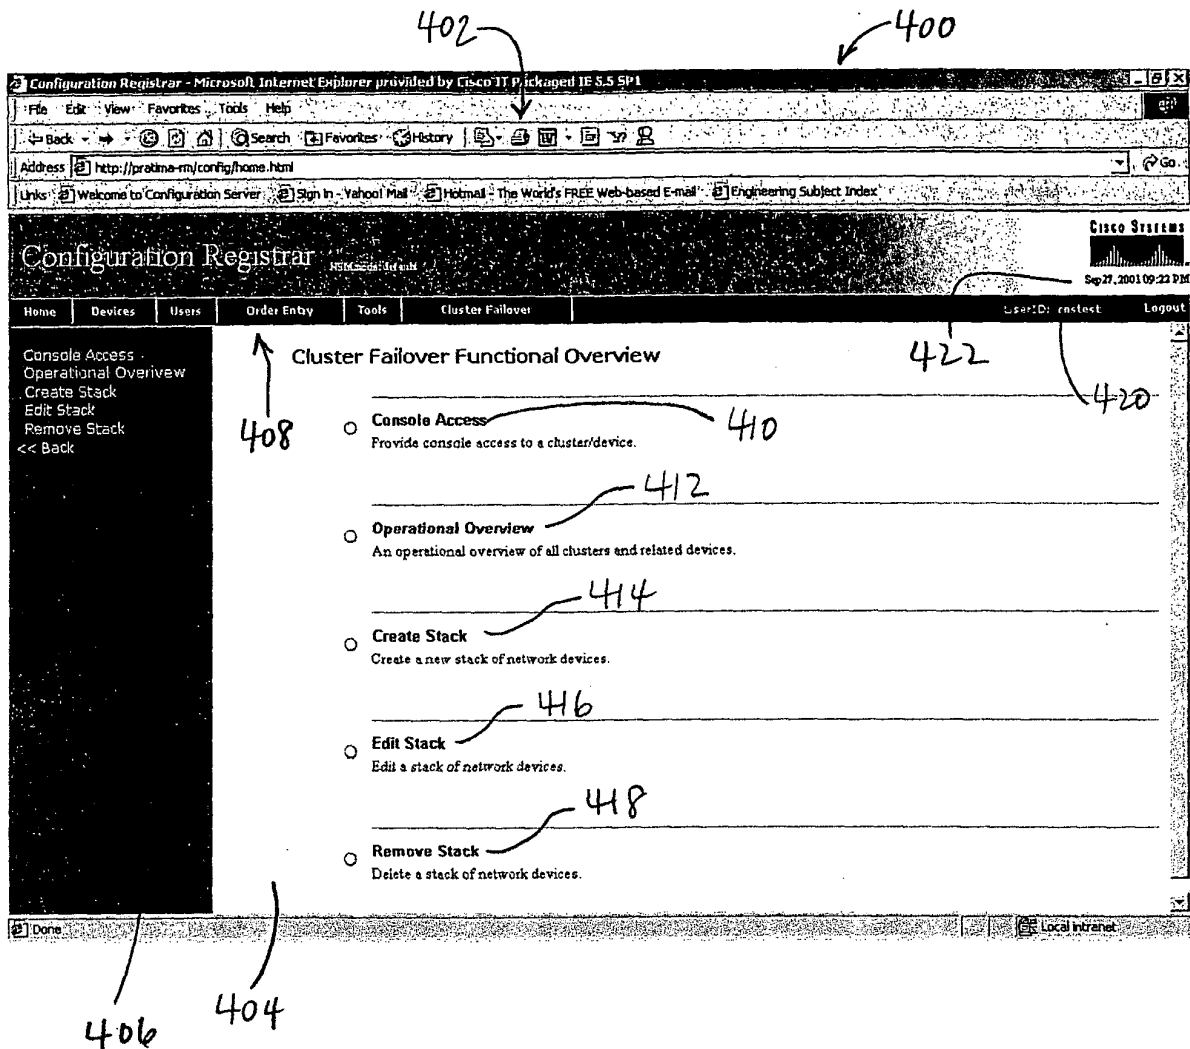 402
400
Configuration Registrar - Microsoft Internet Explorer provided by Cisco IT Packaged IE 5.5 SP1
File Edit View Favorites Tools Help
Back Search Favorites History
Address http://pratima-rm/config/home.html Go
Links Welcome to Configuration Server Sign In - Yahoo! Mail Hotmail - The World's FREE Web-based E-mail Engineering Subject Index
CISCO SYSTEMS
Configuration Registrar
Sep 27, 2001 09:22 PM
Home Devices Users Order Entry Tools Cluster Failover UserID: cnstest Logout
Console Access
Operational Overivew
Create Stack
Edit Stack
Remove Stack
<< Back
Cluster Failover Functional Overview
422
420
408
Console Access
410
Provide console access to a cluster/device.
412
Operational Overview
An operational overview of all clusters and related devices.
414
Create Stack
Create a new stack of network devices.
416
Edit Stack
Edit a stack of network devices.
418
Remove Stack
Delete a stack of network devices.
Done Local intranet
406
404